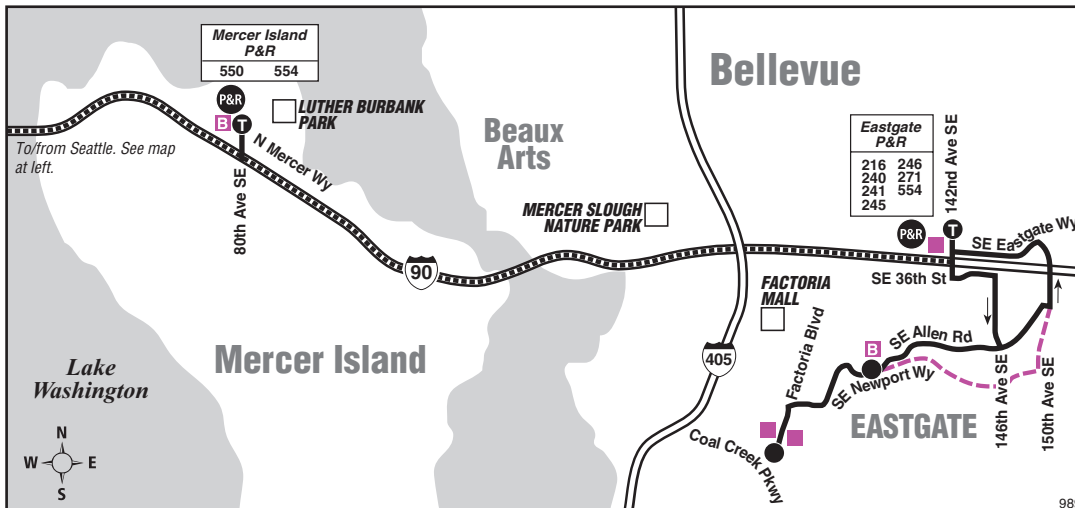 Mercer Island
P&R
550 554
P&R
B
T
LUTHER BURBANK
PARK
To/from Seattle. See map
at left.
80th Ave SE
N Mercer Wy
90
Mercer Island
Lake
Washington
N
W
E
S
Beaux
Arts
MERCER SLOUGH
NATURE PARK
Bellevue
405
Eastgate
P&R
216 246
240 271
241 554
245
142nd Ave SE
P&R
T
SE Eastgate Wy
SE 36th St
FACTORIA
MALL
Factoria Blvd
B
SE Allen Rd
SE Newport Wy
EASTGATE
Coal Creek Pkwy
146th Ave SE
150th Ave SE